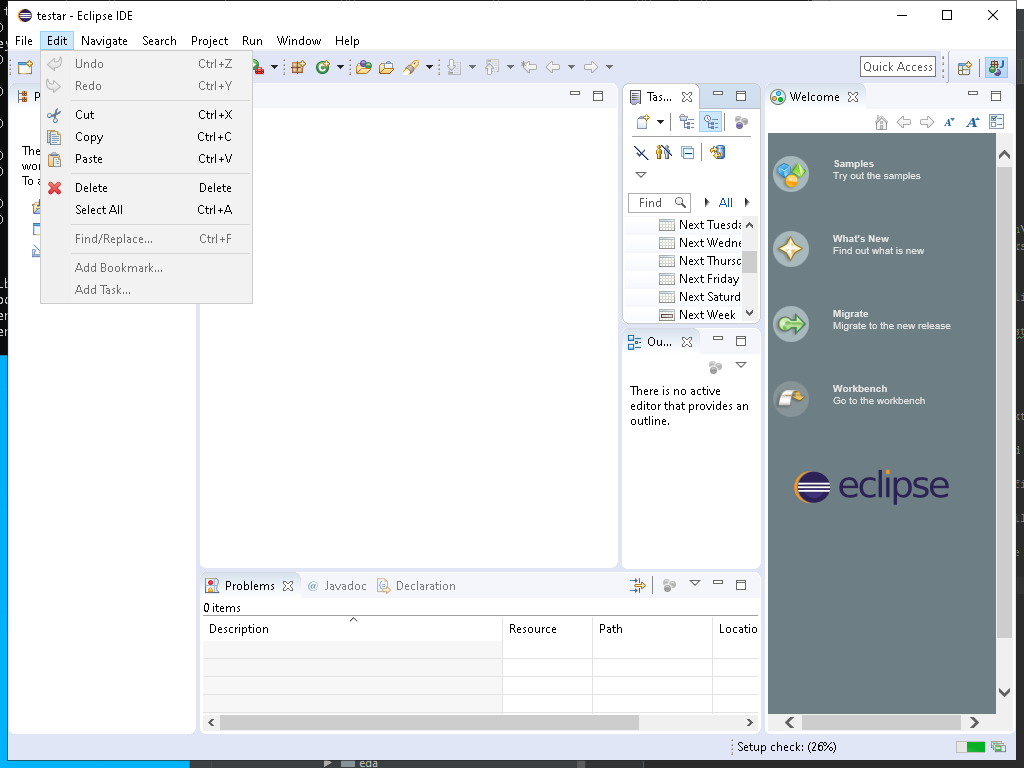 testar - Eclipse IDE
File Edit Navigate Search Project Run Window Help
Undo Ctrl+Z
Redo Ctrl+Y
Cut Ctrl+X
Copy Ctrl+C
Paste Ctrl+V
Delete Delete
Select All Ctrl+A
Find/Replace... Ctrl+F
Add Bookmark...
Add Task...
Quick Access
The
To
Tas...
Find
All
Next Tuesda
Next Wedne
Next Thursd
Next Friday
Next Saturd
Next Week
Ou...
There is no active
editor that provides an
outline.
Welcome
Samples
Try out the samples
What's New
Find out what is new
Migrate
Migrate to the new release
Workbench
Go to the workbench
eclipse
Problems @ Javadoc Declaration
0 items
Description Resource Path Locatio
Setup check: (26%)
eda